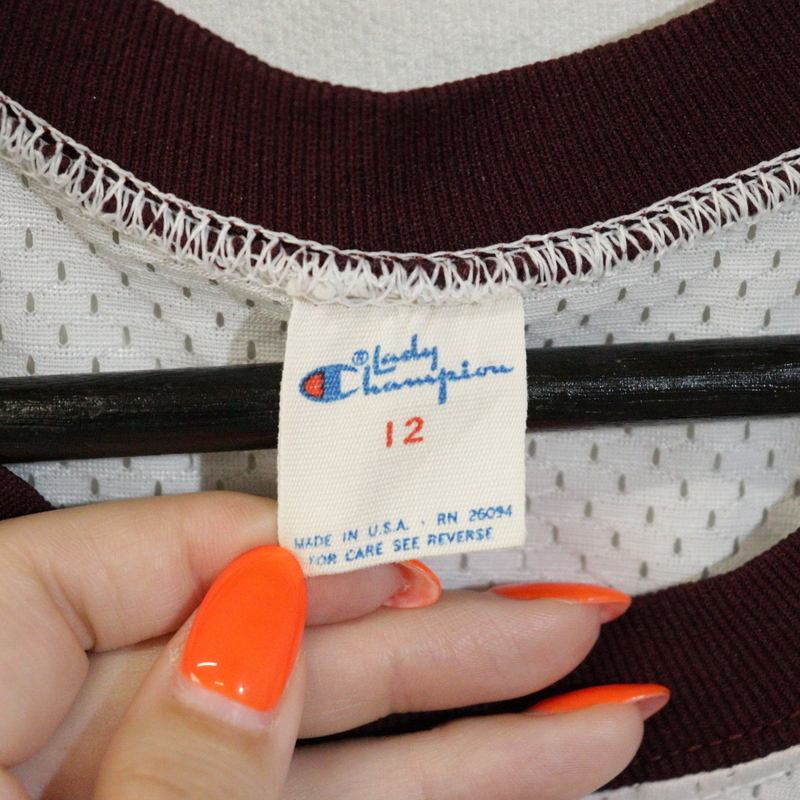 ® Lady
Champion
12
MADE IN U.S.A. · RN 26094
FOR CARE SEE REVERSE